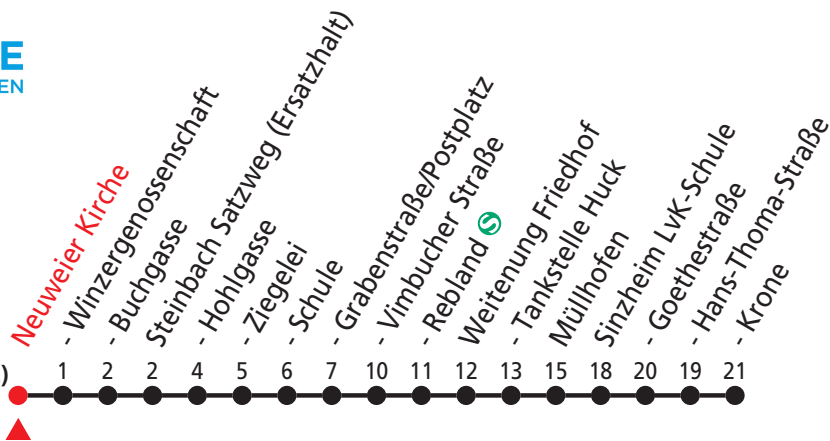 E
EN
Neuweier Kirche
- Winzergenossenschaft
- Buchgasse
Steinbach Satzweg (Ersatzhalt)
- Hohlgasse
- Ziegelei
- Schule
- Grabenstraße/Postplatz
- Vimbucher Straße
- Rebland S
Weitenung Friedhof
- Tankstelle Huck
Müllhofen
Sinzheim LvK-Schule
- Goethestraße
- Hans-Thoma-Straße
- Krone
) 1 2 2 4 5 6 7 10 11 12 13 15 18 20 19 21